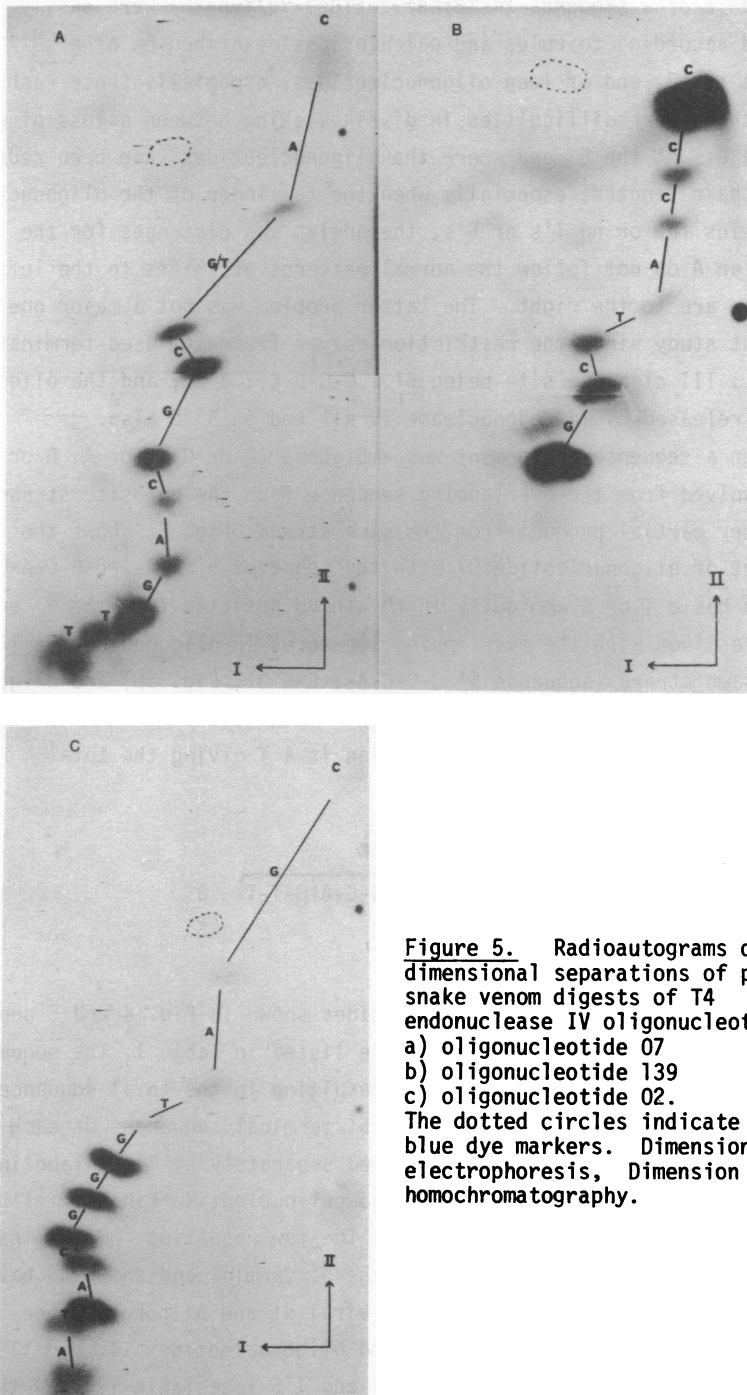 A
C
A
G/T
C
G
C
A
G
T
T
II
I
B
C
C
C
A
T
C
G
II
I
C
C
G
A
T
G
G
G
C
A
T
A
II
I
Figure 5. Radioautograms
dimensional separations of
snake venom digests of T4
endonuclease IV
a) oligonucleotide 07
b) oligonucleotide 139
c) oligonucleotide 02.
The dotted circles indicate
blue dye markers. Dimension
electrophoresis, Dimension
homochromatography.